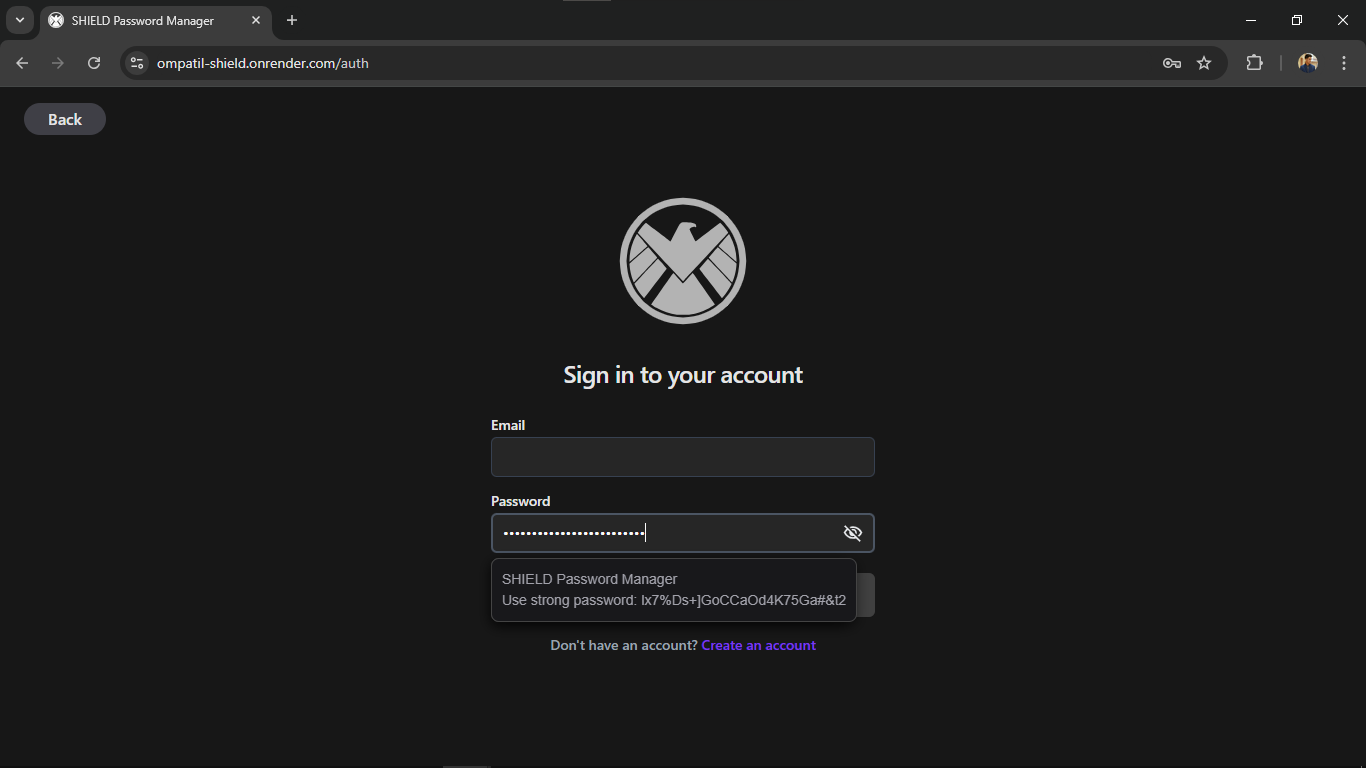 SHIELD Password Manager
ompatil-shield.onrender.com/auth
Back
Sign in to your account
Email
Password
•••••••••••••••••••••••••
SHIELD Password Manager
Use strong password: lx7%Ds+]GoCCaOd4K75Ga#&t2
Don't have an account? Create an account